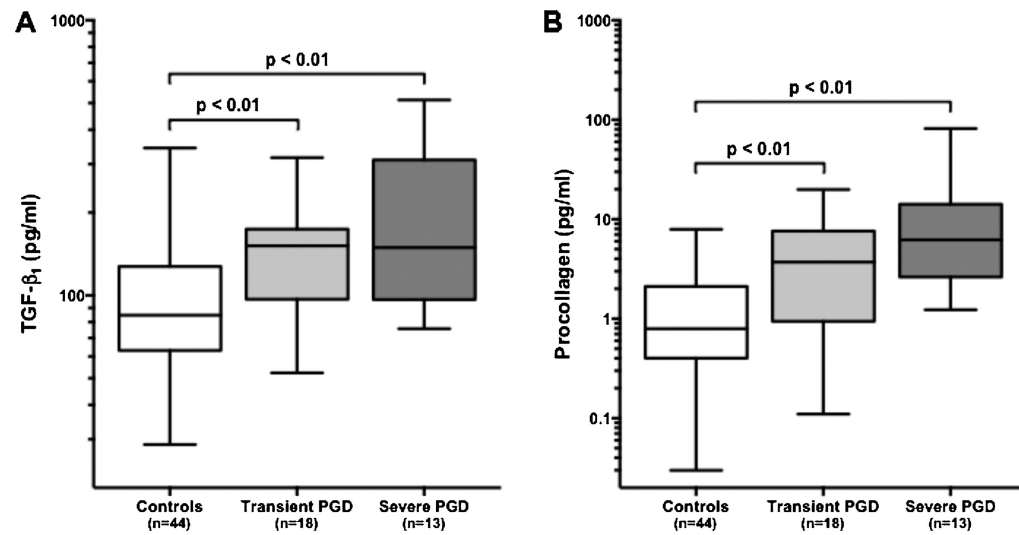 A
1000
100
TGF-β₁ (pg/ml)
p < 0.01
p < 0.01
Controls
(n=44)
Transient PGD
(n=18)
Severe PGD
(n=13)
B
1000
100
10
1
0.1
Procollagen (pg/ml)
p < 0.01
p < 0.01
Controls
(n=44)
Transient PGD
(n=18)
Severe PGD
(n=13)